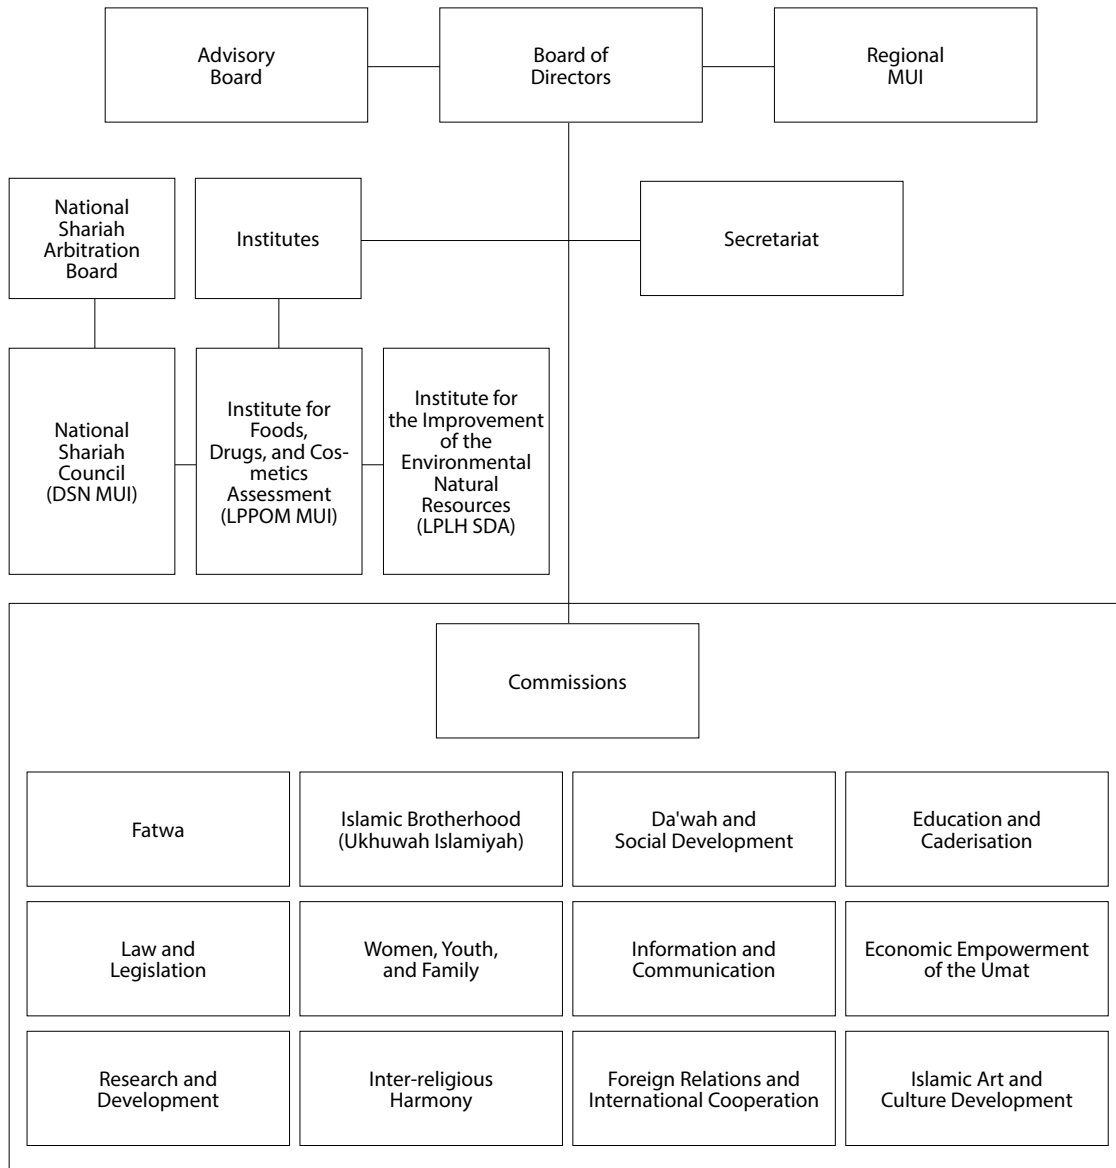 Advisory
Board
Board of
Directors
Regional
MUI
National
Shariah
Arbitration
Board
Institutes
Secretariat
National
Shariah
Council
(DSN MUI)
Institute for
Foods,
Drugs, and Cos-
metics
Assessment
(LPPOM MUI)
Institute for
the Improvement
of the
Environmental
Natural
Resources
(LPLH SDA)
Commissions
Fatwa
Islamic Brotherhood
(Ukhuwah Islamiyah)
Da'wah and
Social Development
Education and
Caderisation
Law and
Legislation
Women, Youth,
and Family
Information and
Communication
Economic Empowerment
of the Umat
Research and
Development
Inter-religious
Harmony
Foreign Relations and
International Cooperation
Islamic Art and
Culture Development